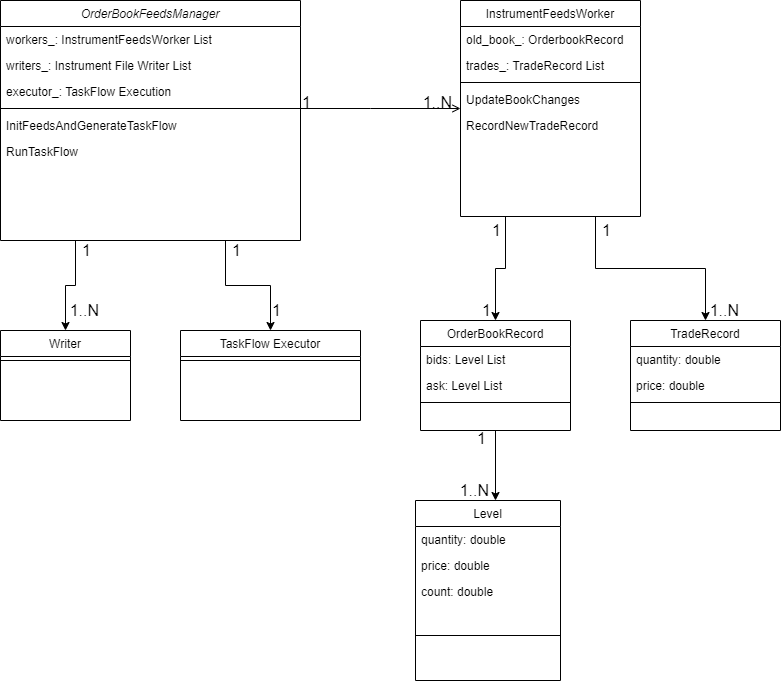 OrderBookFeedsManager
workers_: InstrumentFeedsWorker List
writers_: Instrument File Writer List
executor_: TaskFlow Execution
InitFeedsAndGenerateTaskFlow
RunTaskFlow
1
1..N
InstrumentFeedsWorker
old_book_: OrderbookRecord
trades_: TradeRecord List
UpdateBookChanges
RecordNewTradeRecord
1
1
1
1
1..N
1
1
1..N
Writer
TaskFlow Executor
OrderBookRecord
bids: Level List
ask: Level List
TradeRecord
quantity: double
price: double
1
1..N
Level
quantity: double
price: double
count: double